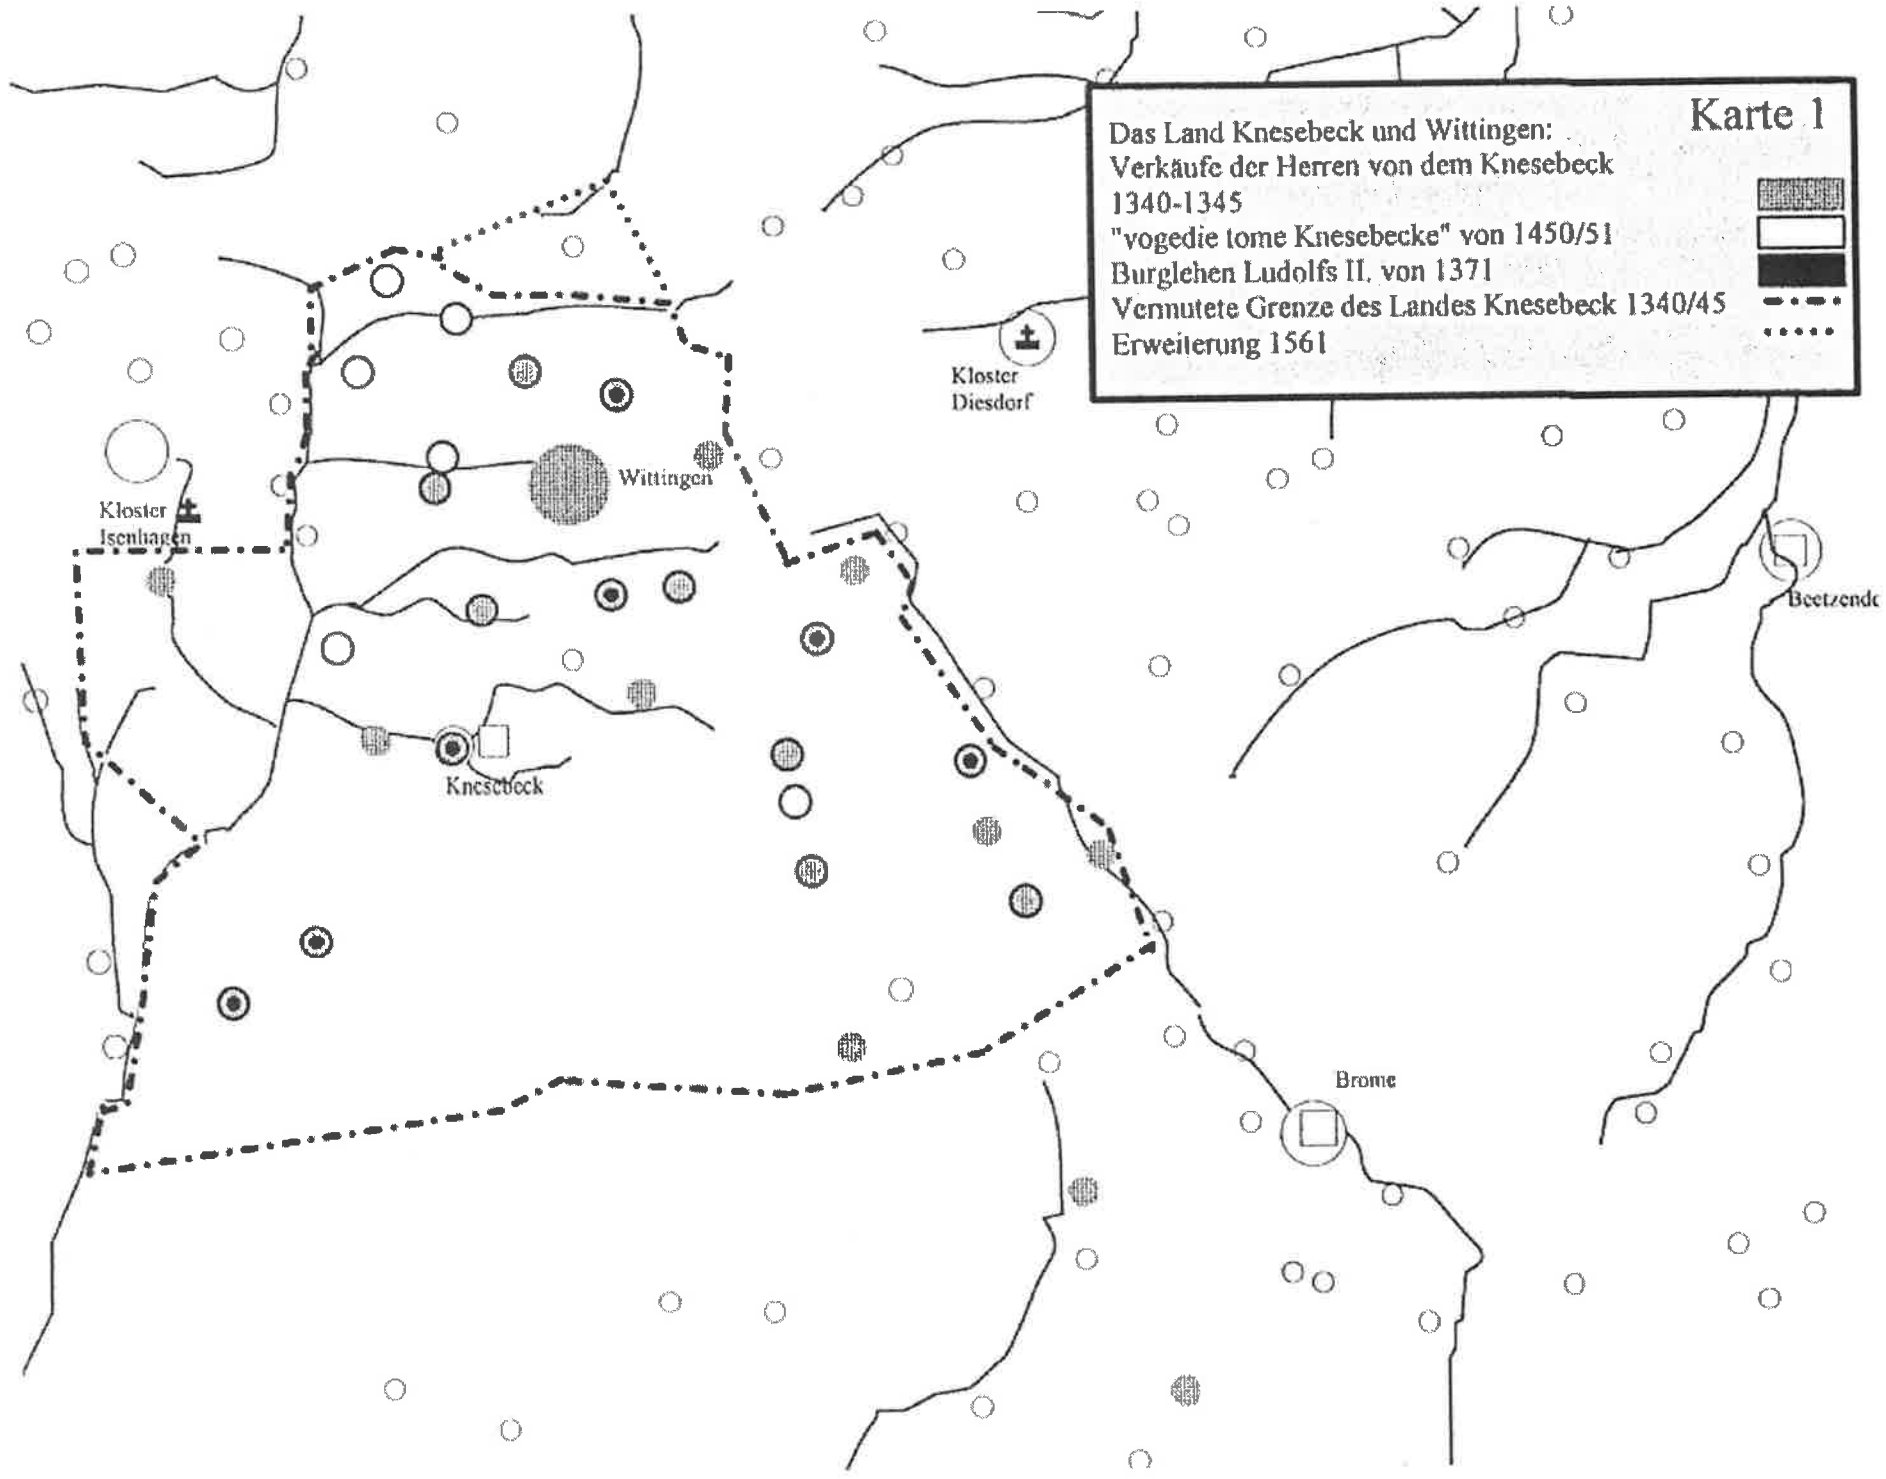 Karte 1
Das Land Knesebeck und Wittingen:
Verkäufe der Herren von dem Knesebeck
1340-1345
"vogedie tome Knesebecke" von 1450/51
Burglehen Ludolfs II. von 1371
Vermutete Grenze des Landes Knesebeck 1340/45
Erweiterung 1561
Kloster
Diesdorf
Wittingen
Kloster
Isenhagen
Beetzendo
Knesebeck
Brome